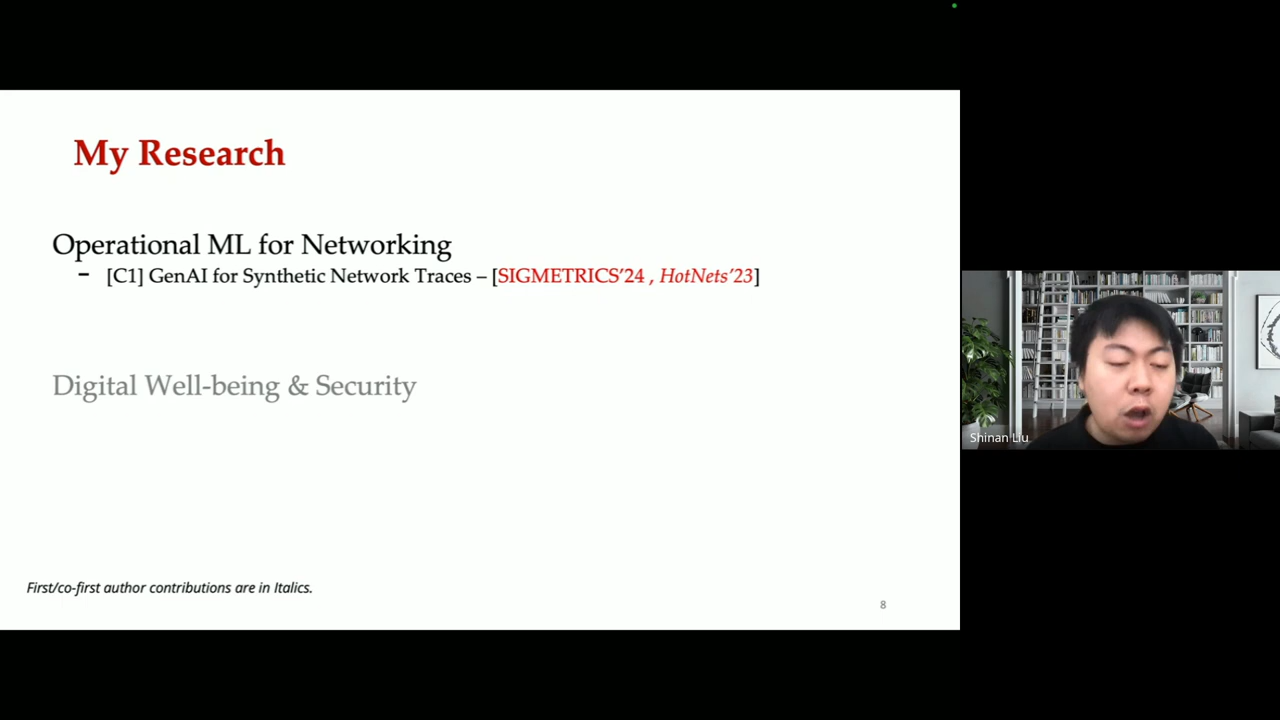 My Research
Operational ML for Networking
– [C1] GenAI for Synthetic Network Traces – [SIGMETRICS’24 , HotNets’23]
Digital Well-being & Security
First/co-first author contributions are in Italics.
8
Shinan Liu